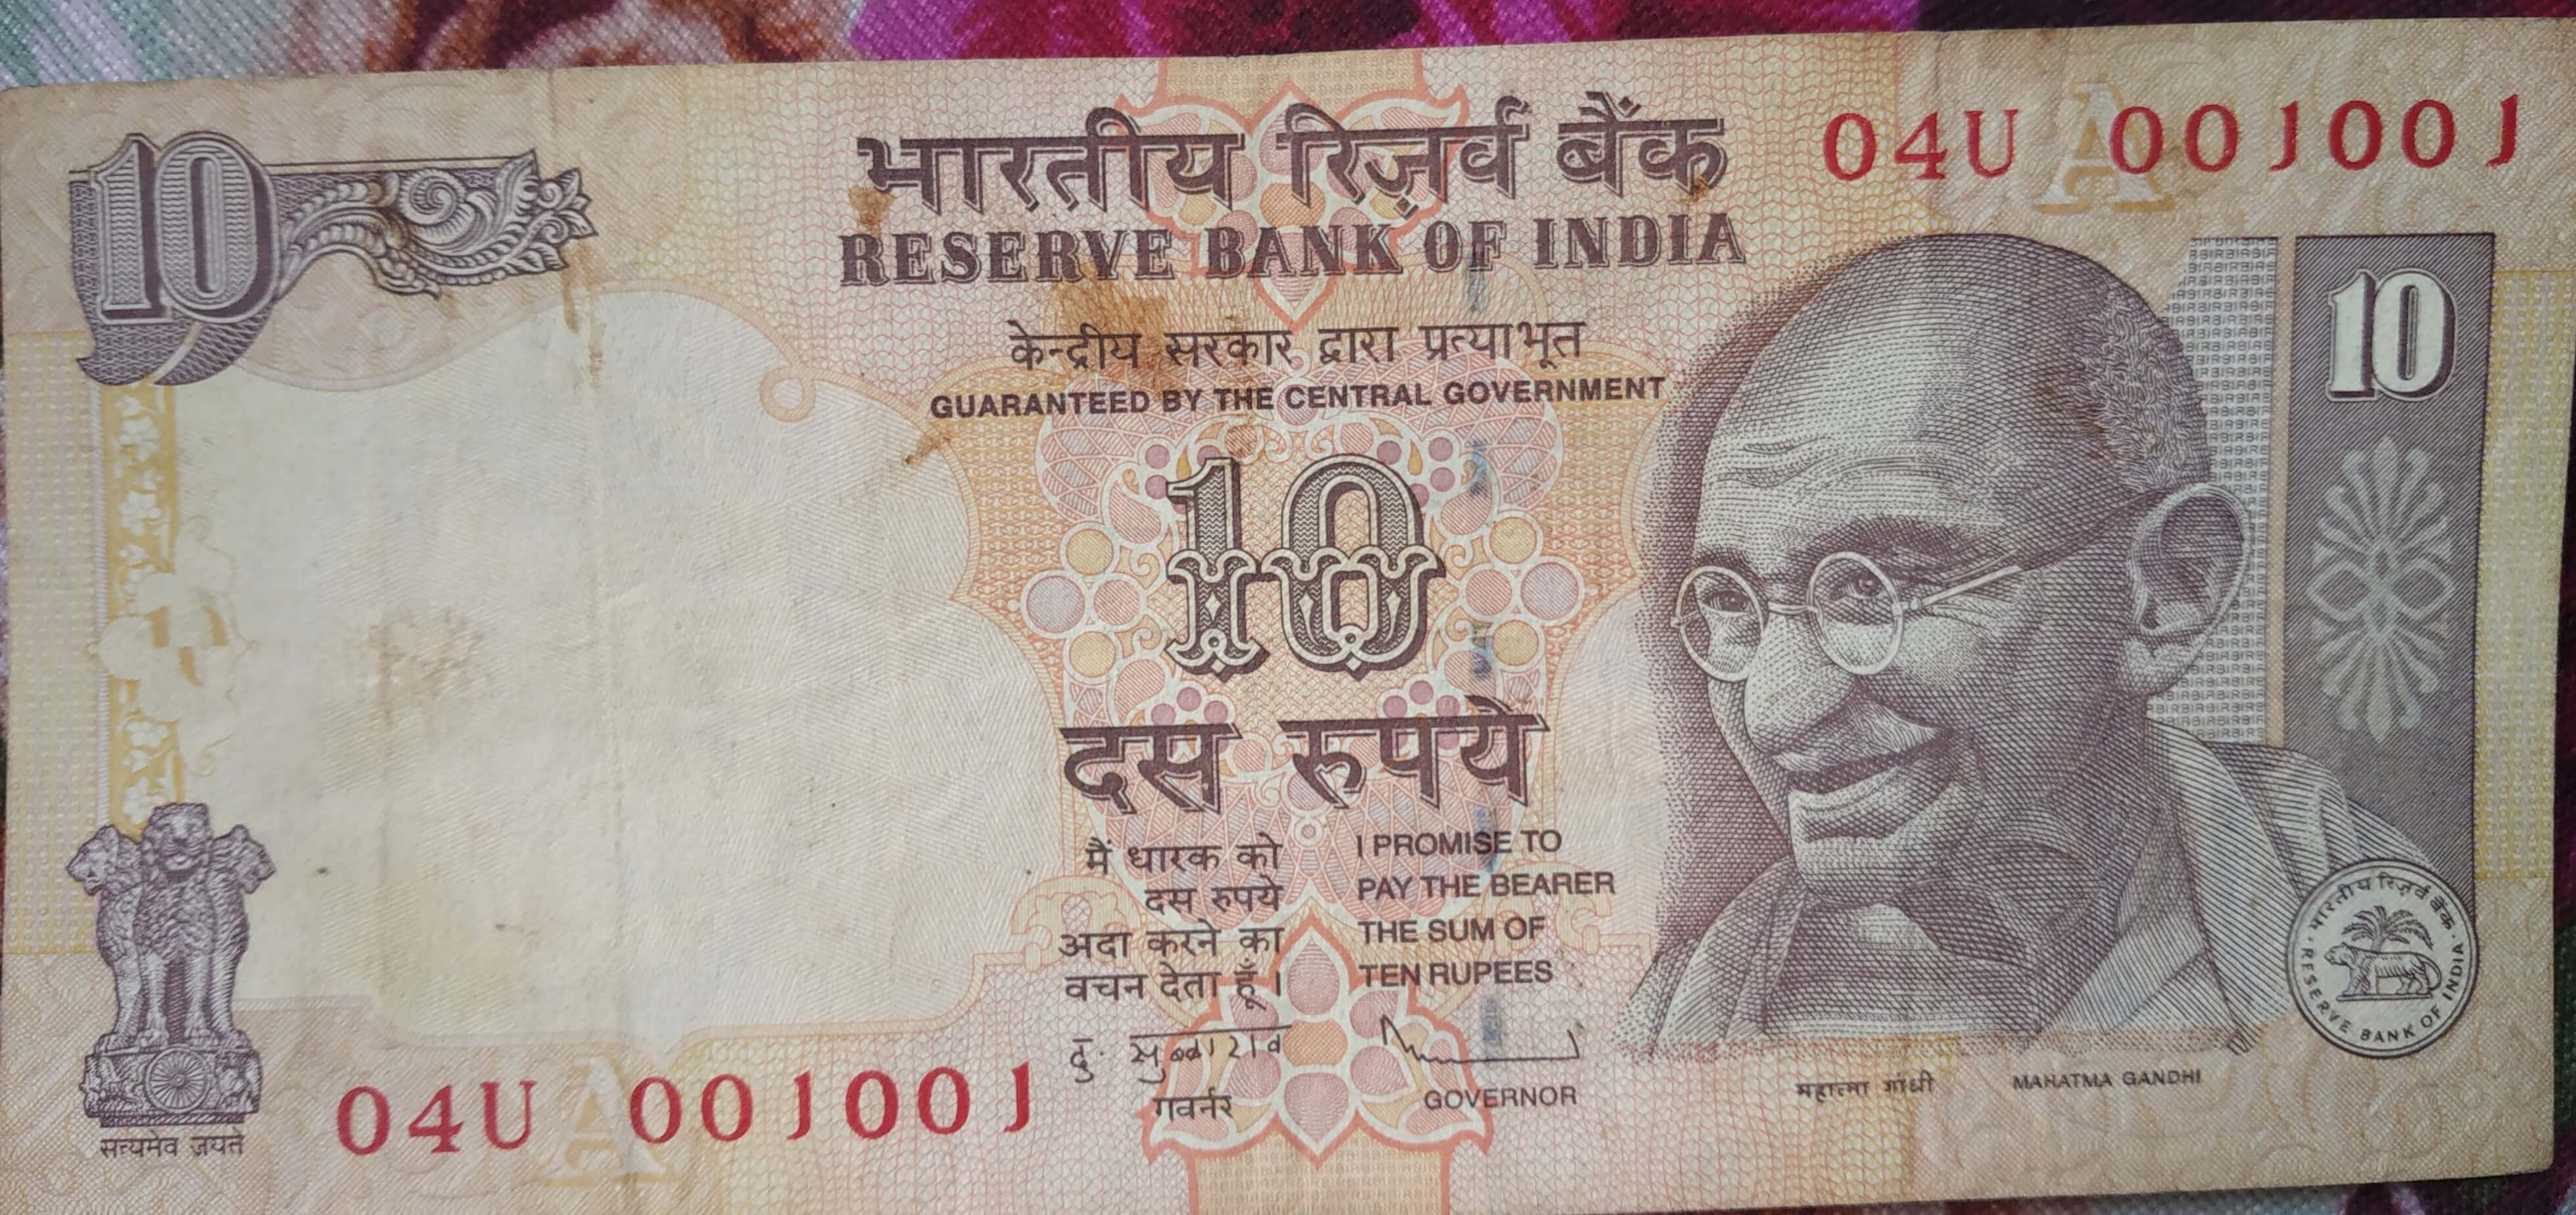 10
भारतीय रिज़र्व बैंक
04U 001001
RESERVE BANK OF INDIA
10
केन्द्रीय सरकार द्वारा प्रत्याभूत
GUARANTEED BY THE CENTRAL GOVERNMENT
10
दस रुपये
मैं धारक को
दस रुपये
अदा करने का
वचन देता हूँ।
I PROMISE TO
PAY THE BEARER
THE SUM OF
TEN RUPEES
दु. सुब्बाराव
गवर्नर
GOVERNOR
महात्मा गांधी MAHATMA GANDHI
भारतीय रिज़र्व बैंक
RESERVE BANK OF INDIA
सत्यमेव जयते
04U 001001
A
A